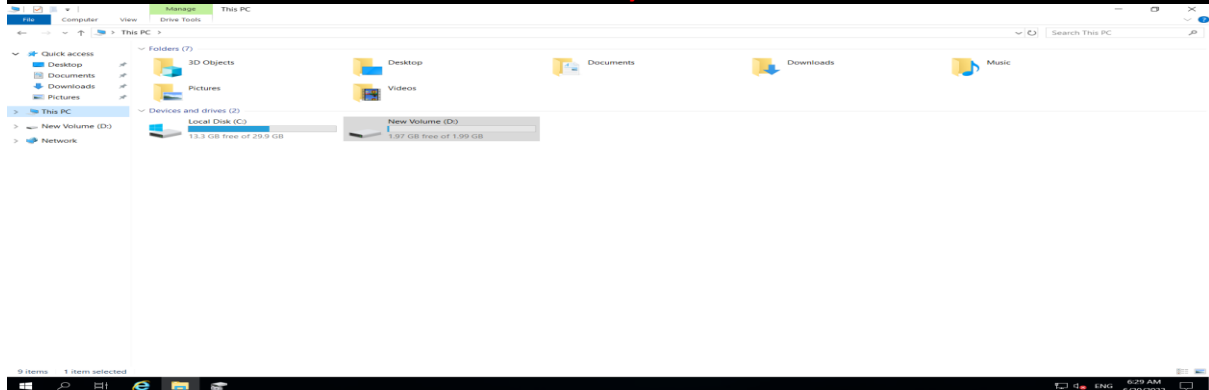 Manage This PC
File Computer View Drive Tools
This PC
Search This PC
Quick access
Desktop
Documents
Downloads
Pictures
This PC
New Volume (D:)
Network
Folders (7)
3D Objects Desktop Documents Downloads Music
Pictures Videos
Devices and drives (2)
Local Disk (C:) New Volume (D:)
13.3 GB free of 29.9 GB 1.97 GB free of 1.99 GB
9 items 1 item selected
ENG 6:29 AM